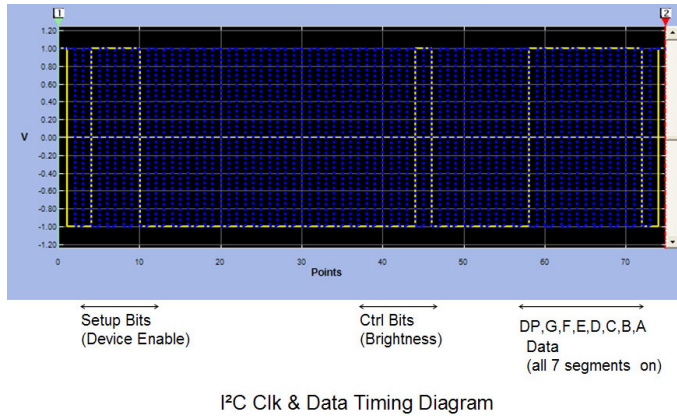 1 2
1.20
1.00
0.80
0.60
0.40
0.20
V 0.00
-0.20
-0.40
-0.60
-0.80
-1.00
-1.20
0 10 20 30 40 50 60 70
Points
Setup Bits
(Device Enable)
Ctrl Bits
(Brightness)
DP,G,F,E,D,C,B,A
Data
(all 7 segments on)
I²C Clk & Data Timing Diagram